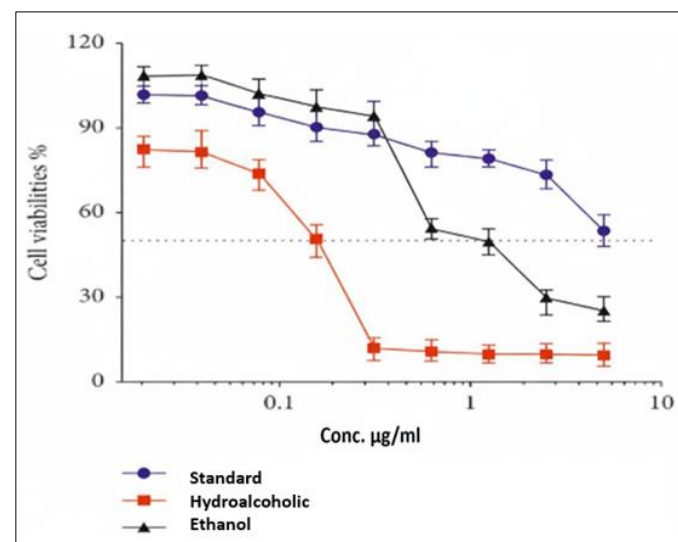 120
90
60
30
0
Cell viabilities %
0.1
1
10
Conc. µg/ml
Standard
Hydroalcoholic
Ethanol